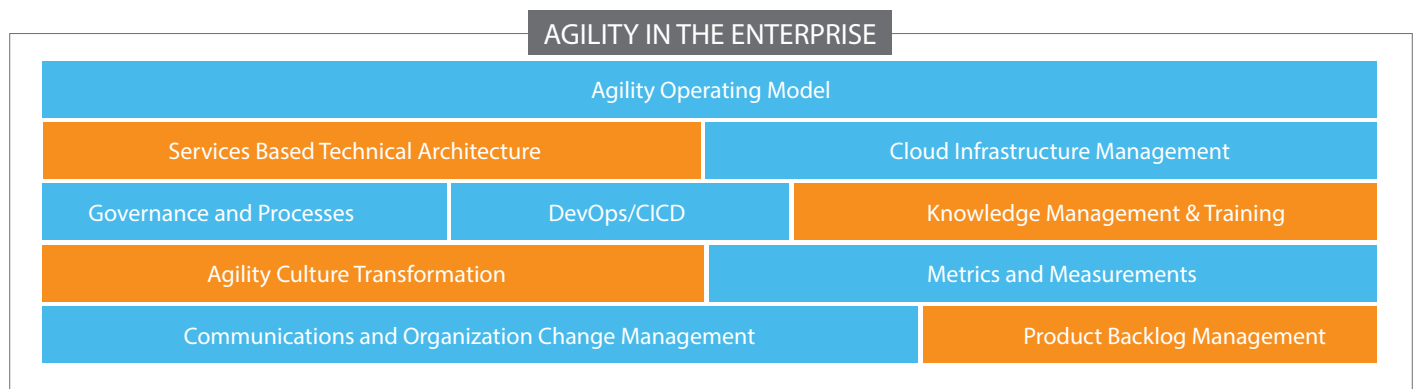 AGILITY IN THE ENTERPRISE
Agility Operating Model
Services Based Technical Architecture
Cloud Infrastructure Management
Governance and Processes
DevOps/CICD
Knowledge Management & Training
Agility Culture Transformation
Metrics and Measurements
Communications and Organization Change Management
Product Backlog Management